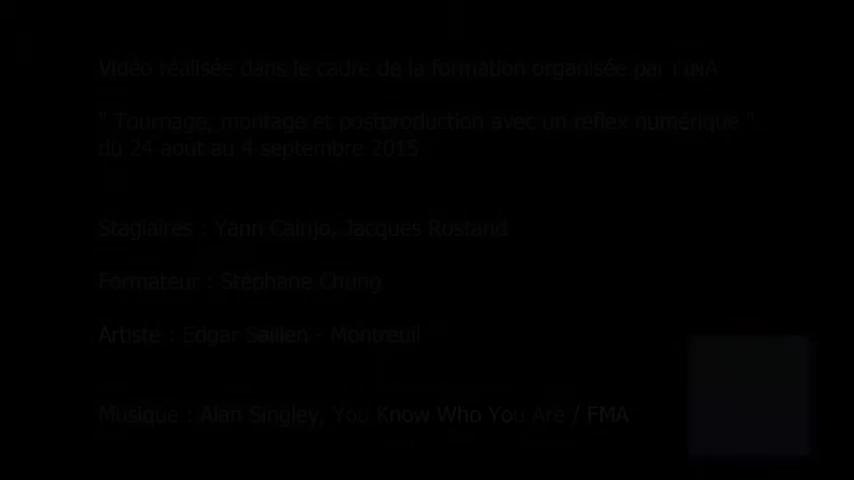 Vidéo réalisée dans le cadre de la formation organisée par l'INA
" Tournage, montage et postproduction avec un reflex numérique "
du 24 aout au 4 septembre 2015
Stagiaires : Yann Cainjo, Jacques Rostand
Formateur : Stéphane Chung
Artiste : Edgar Saillen - Montreuil
Musique : Alan Singley, You Know Who You Are / FMA